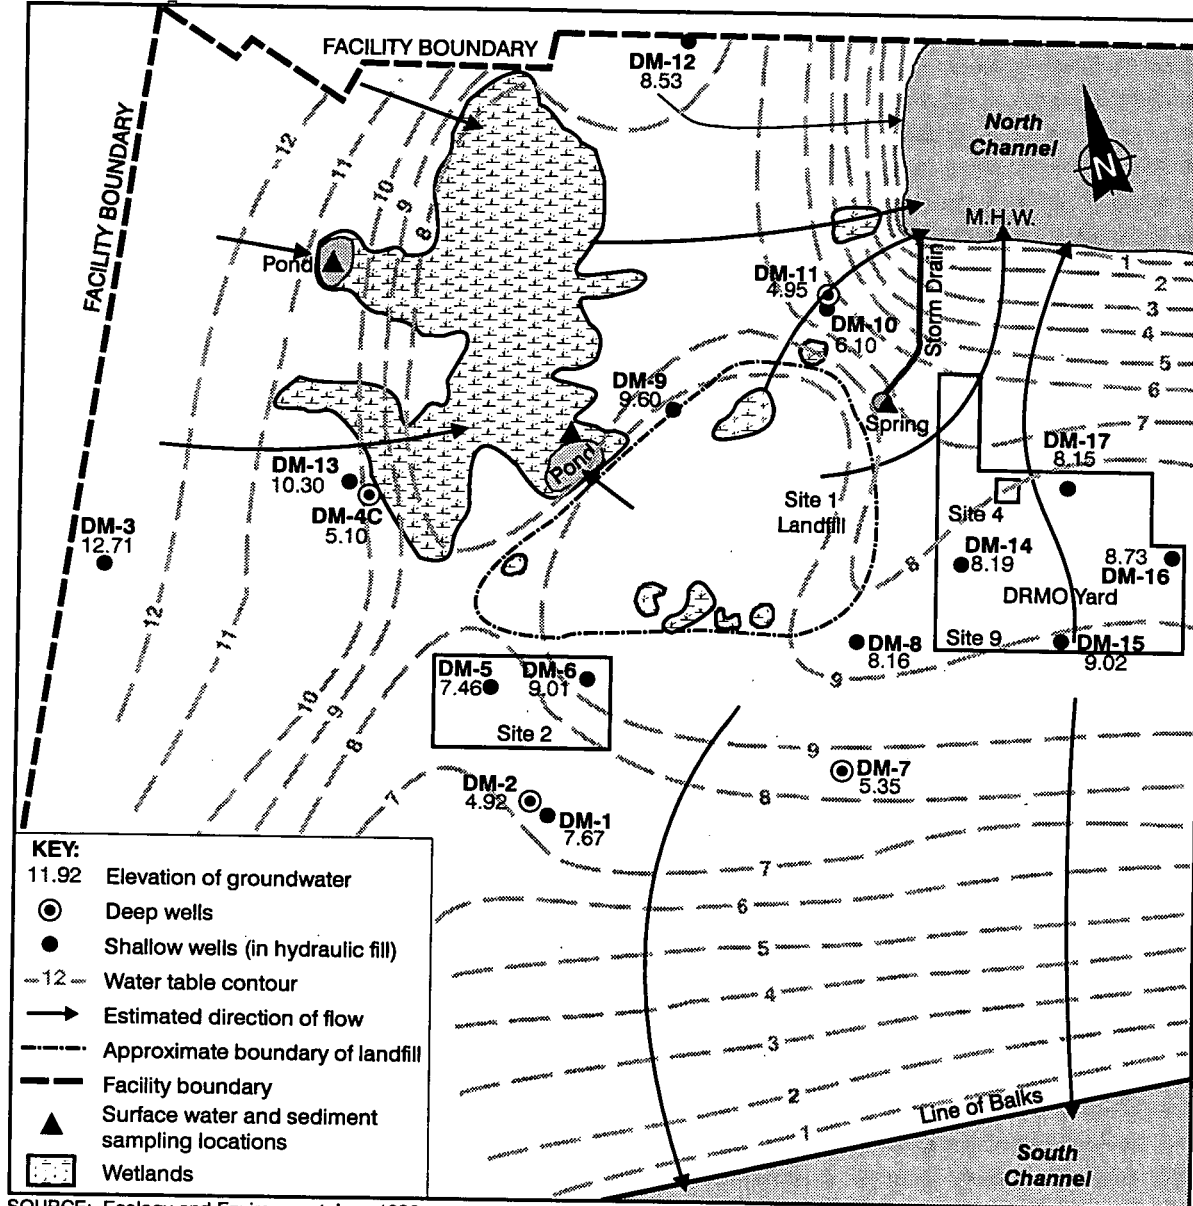 FACILITY BOUNDARY
DM-12
8.53
North
Channel
N
M.H.W.
FACILITY BOUNDARY
12
11
10
9
8
Pond
DM-11
4.95
DM-10
6.10
Storm Drain
1
2
3
4
5
6
7
DM-9
9.60
Spring
DM-17
8.15
Pond
DM-13
10.30
DM-4C
5.10
DM-3
12.71
Site 1
Landfill
Site 4
8
DM-14
8.19
8.73
DM-16
DRMO Yard
12
11
10
9
8
7
DM-8
8.16
Site 9
DM-15
9.02
9
DM-5
7.46
DM-6
9.01
Site 2
9
DM-7
5.35
8
DM-2
4.92
DM-1
7.67
7
6
5
4
3
2
1
Line of Balks
South
Channel
KEY:
11.92 Elevation of groundwater
Deep wells
Shallow wells (in hydraulic fill)
12 Water table contour
Estimated direction of flow
Approximate boundary of landfill
Facility boundary
Surface water and sediment
sampling locations
Wetlands
SOURCE: Ecology and Environment, Inc.